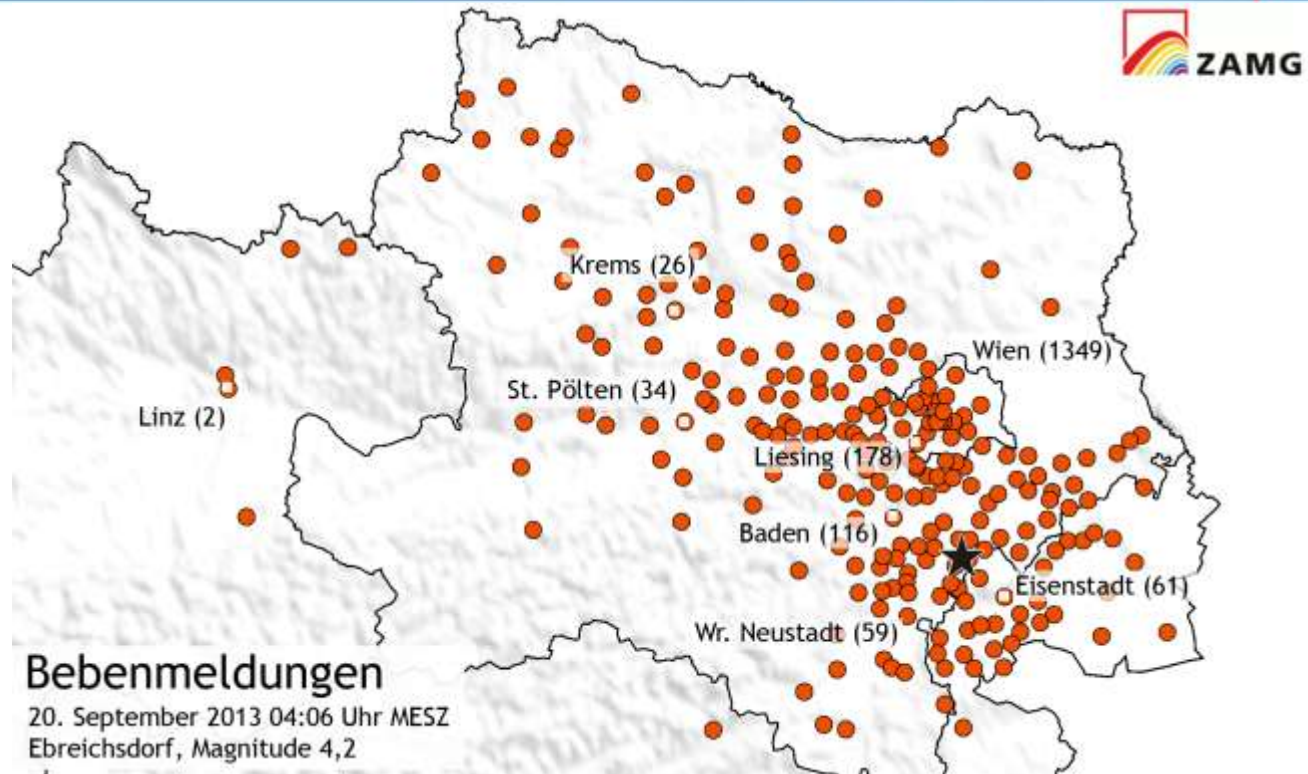 ZAMG
Krems (26)
Wien (1349)
St. Pölten (34)
Linz (2)
Liesing (178)
Baden (116)
Eisenstadt (61)
Wr. Neustadt (59)
Bebenmeldungen
20. September 2013 04:06 Uhr MESZ
Ebreichsdorf, Magnitude 4,2